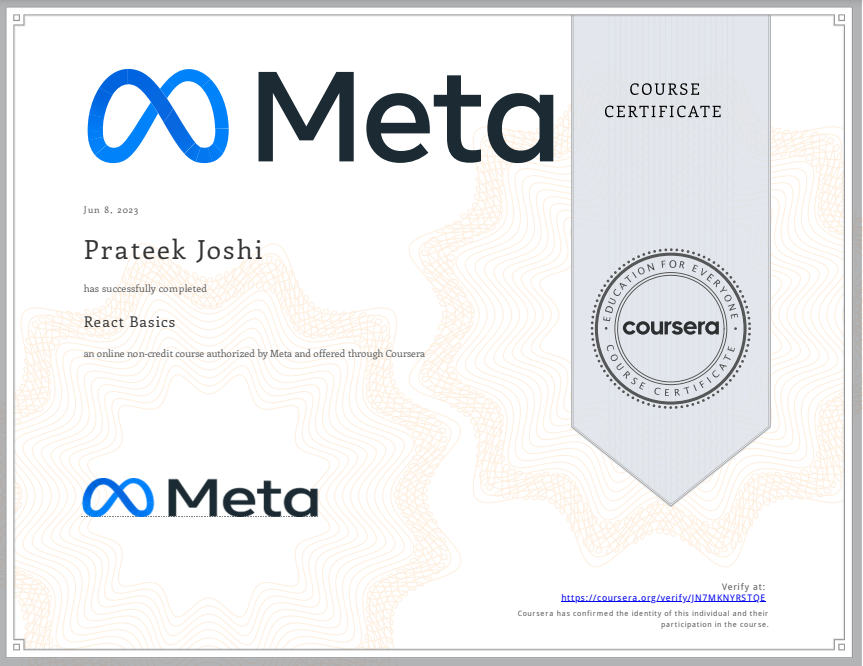 Meta
COURSE
CERTIFICATE
Jun 8, 2023
Prateek Joshi
has successfully completed
React Basics
an online non-credit course authorized by Meta and offered through Coursera
EDUCATION FOR EVERYONE
coursera
COURSE CERTIFICATE
Meta
Verify at:
https://coursera.org/verify/JN7MKNYRSTQE
Coursera has confirmed the identity of this individual and their
participation in the course.